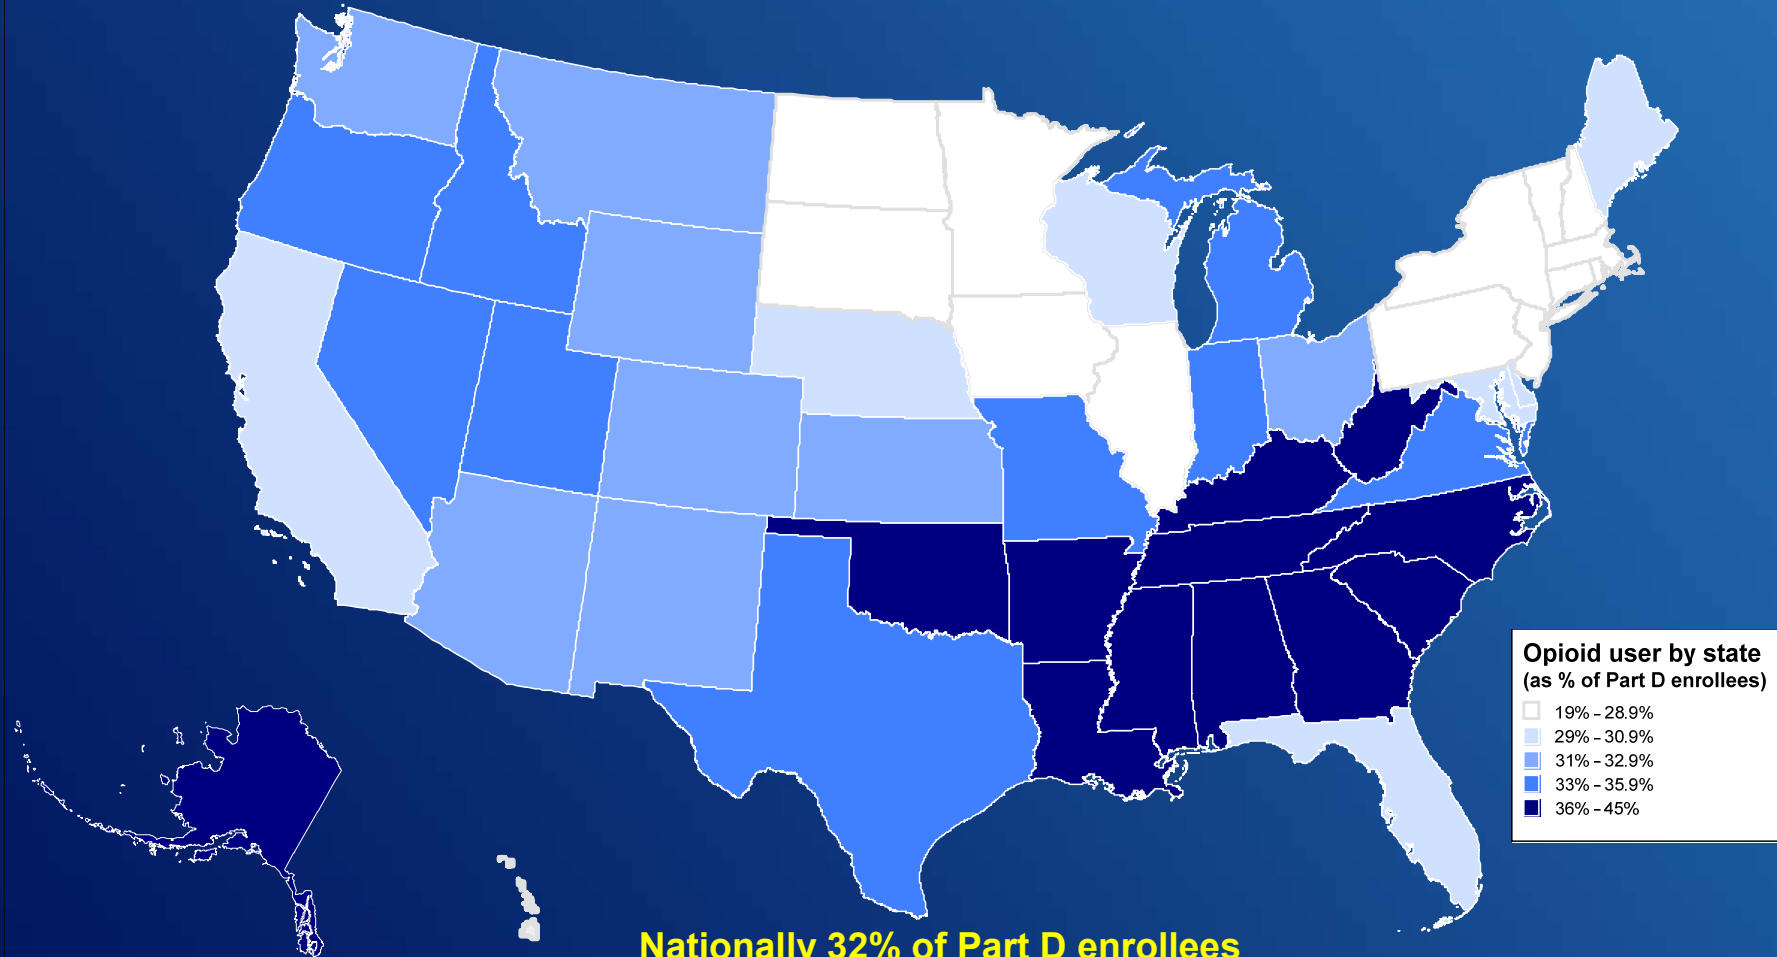 Opioid user by state
(as % of Part D enrollees)
19% – 28.9%
29% – 30.9%
31% – 32.9%
33% – 35.9%
36% – 45%
Nationally 32% of Part D enrollees